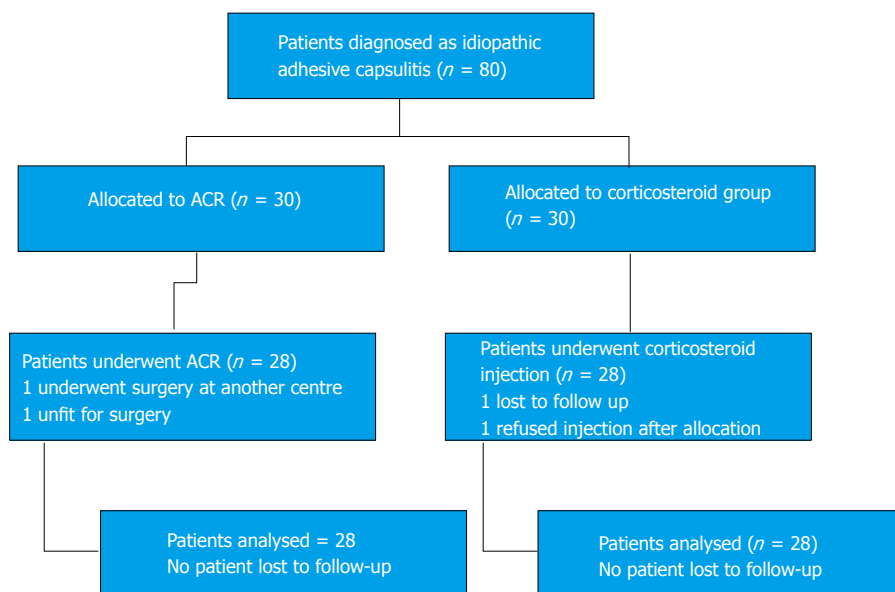 Patients diagnosed as idiopathic
adhesive capsulitis (n = 80)
Allocated to ACR (n = 30)
Allocated to corticosteroid group
(n = 30)
Patients underwent ACR (n = 28)
1 underwent surgery at another centre
1 unfit for surgery
Patients underwent corticosteroid
injection (n = 28)
1 lost to follow up
1 refused injection after allocation
Patients analysed = 28
No patient lost to follow-up
Patients analysed (n = 28)
No patient lost to follow-up